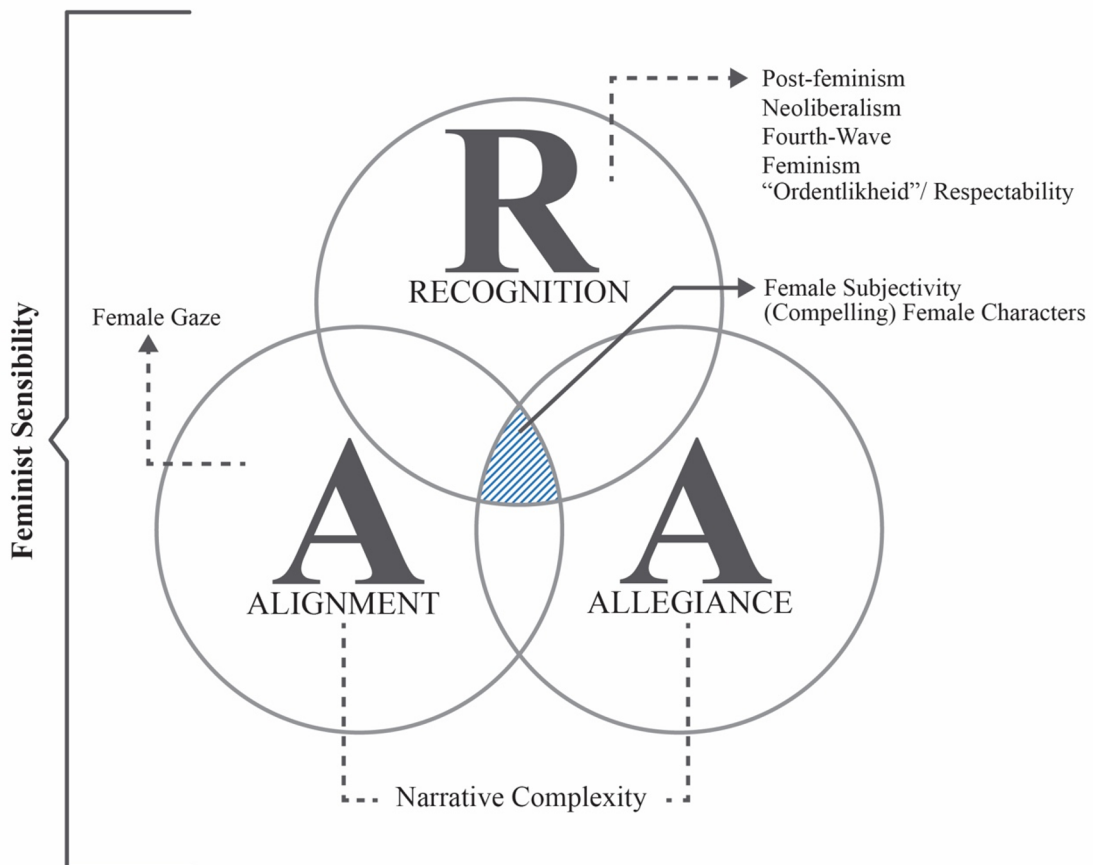 Post-feminism
Neoliberalism
Fourth-Wave
Feminism
“Ordentlikheid”/ Respectability
R
RECOGNITION
Female Subjectivity
(Compelling) Female Characters
Female Gaze
Feminist Sensibility
A
ALIGNMENT
A
ALLEGIANCE
Narrative Complexity